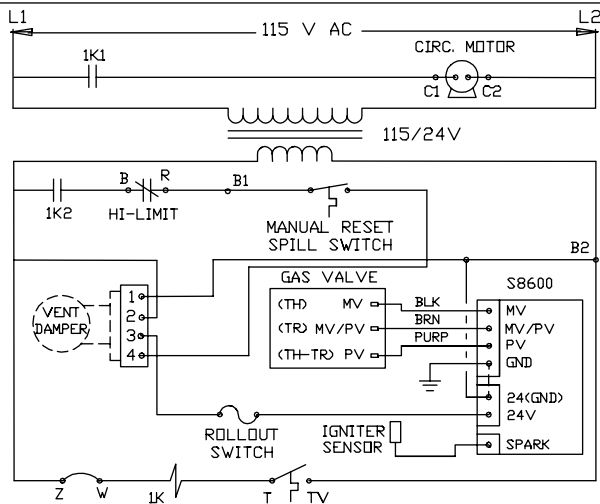 L1 115 V AC L2
CIRC. MOTOR
1K1
C1 C2
115/24V
B R B1
1K2 HI-LIMIT
MANUAL RESET
SPILL SWITCH
B2
GAS VALVE S8600
VENT
DAMPER
1
2
3
4
(TH) MV BLK MV
(TR) MV/PV BRN MV/PV
(TH-TR) PV PURP PV
GND
24(GND)
24V
ROLLOUT
SWITCH
IGNITER
SENSOR
SPARK
Z W 1K T TV